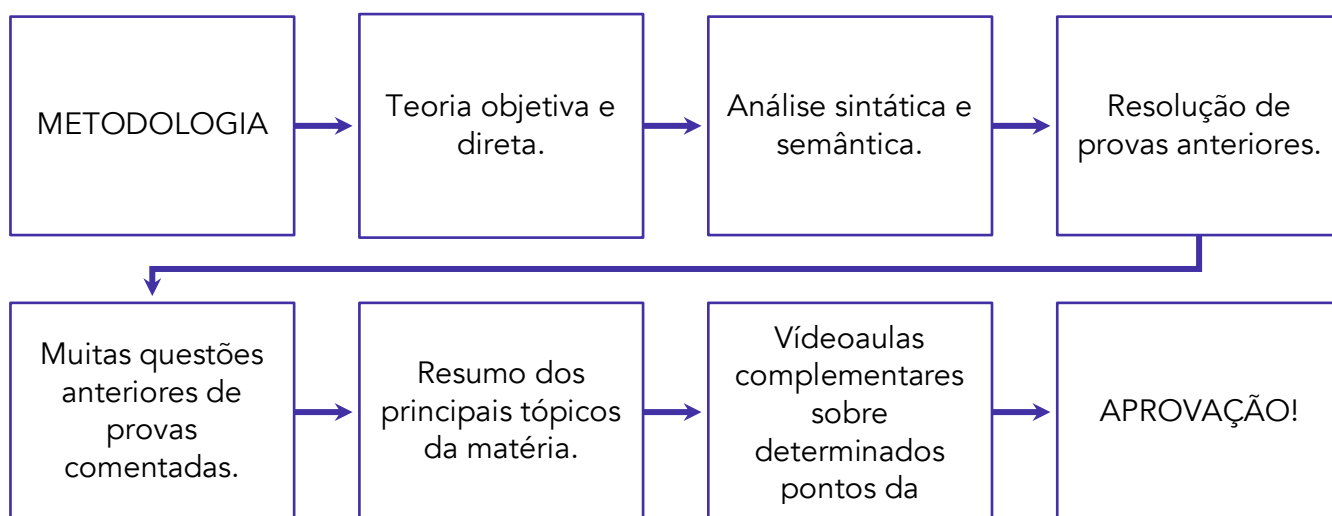 METODOLOGIA
Teoria objetiva e
direta.
Análise sintática e
semântica.
Resolução de
provas anteriores.
Muitas questões
anteriores de
provas
comentadas.
Resumo dos
principais tópicos
da matéria.
Vídeoaulas
complementares
sobre
determinados
pontos da
APROVAÇÃO!